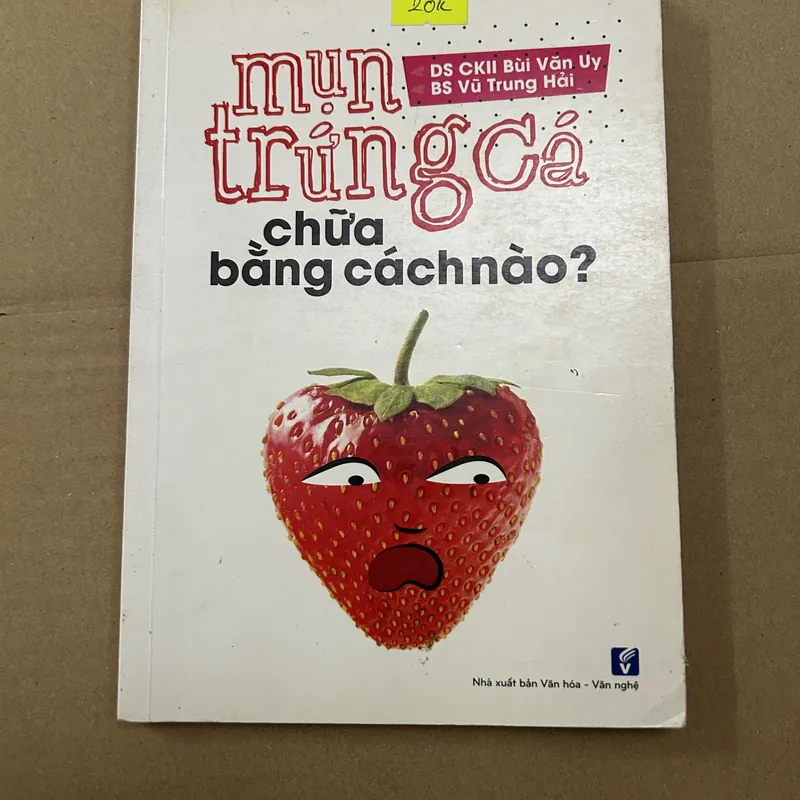 20K
mụn
DS CKII Bùi Văn Uy
BS Vũ Trung Hải
trứng cá
chữa
bằng cách nào?
V
Nhà xuất bản Văn hóa - Văn nghệ